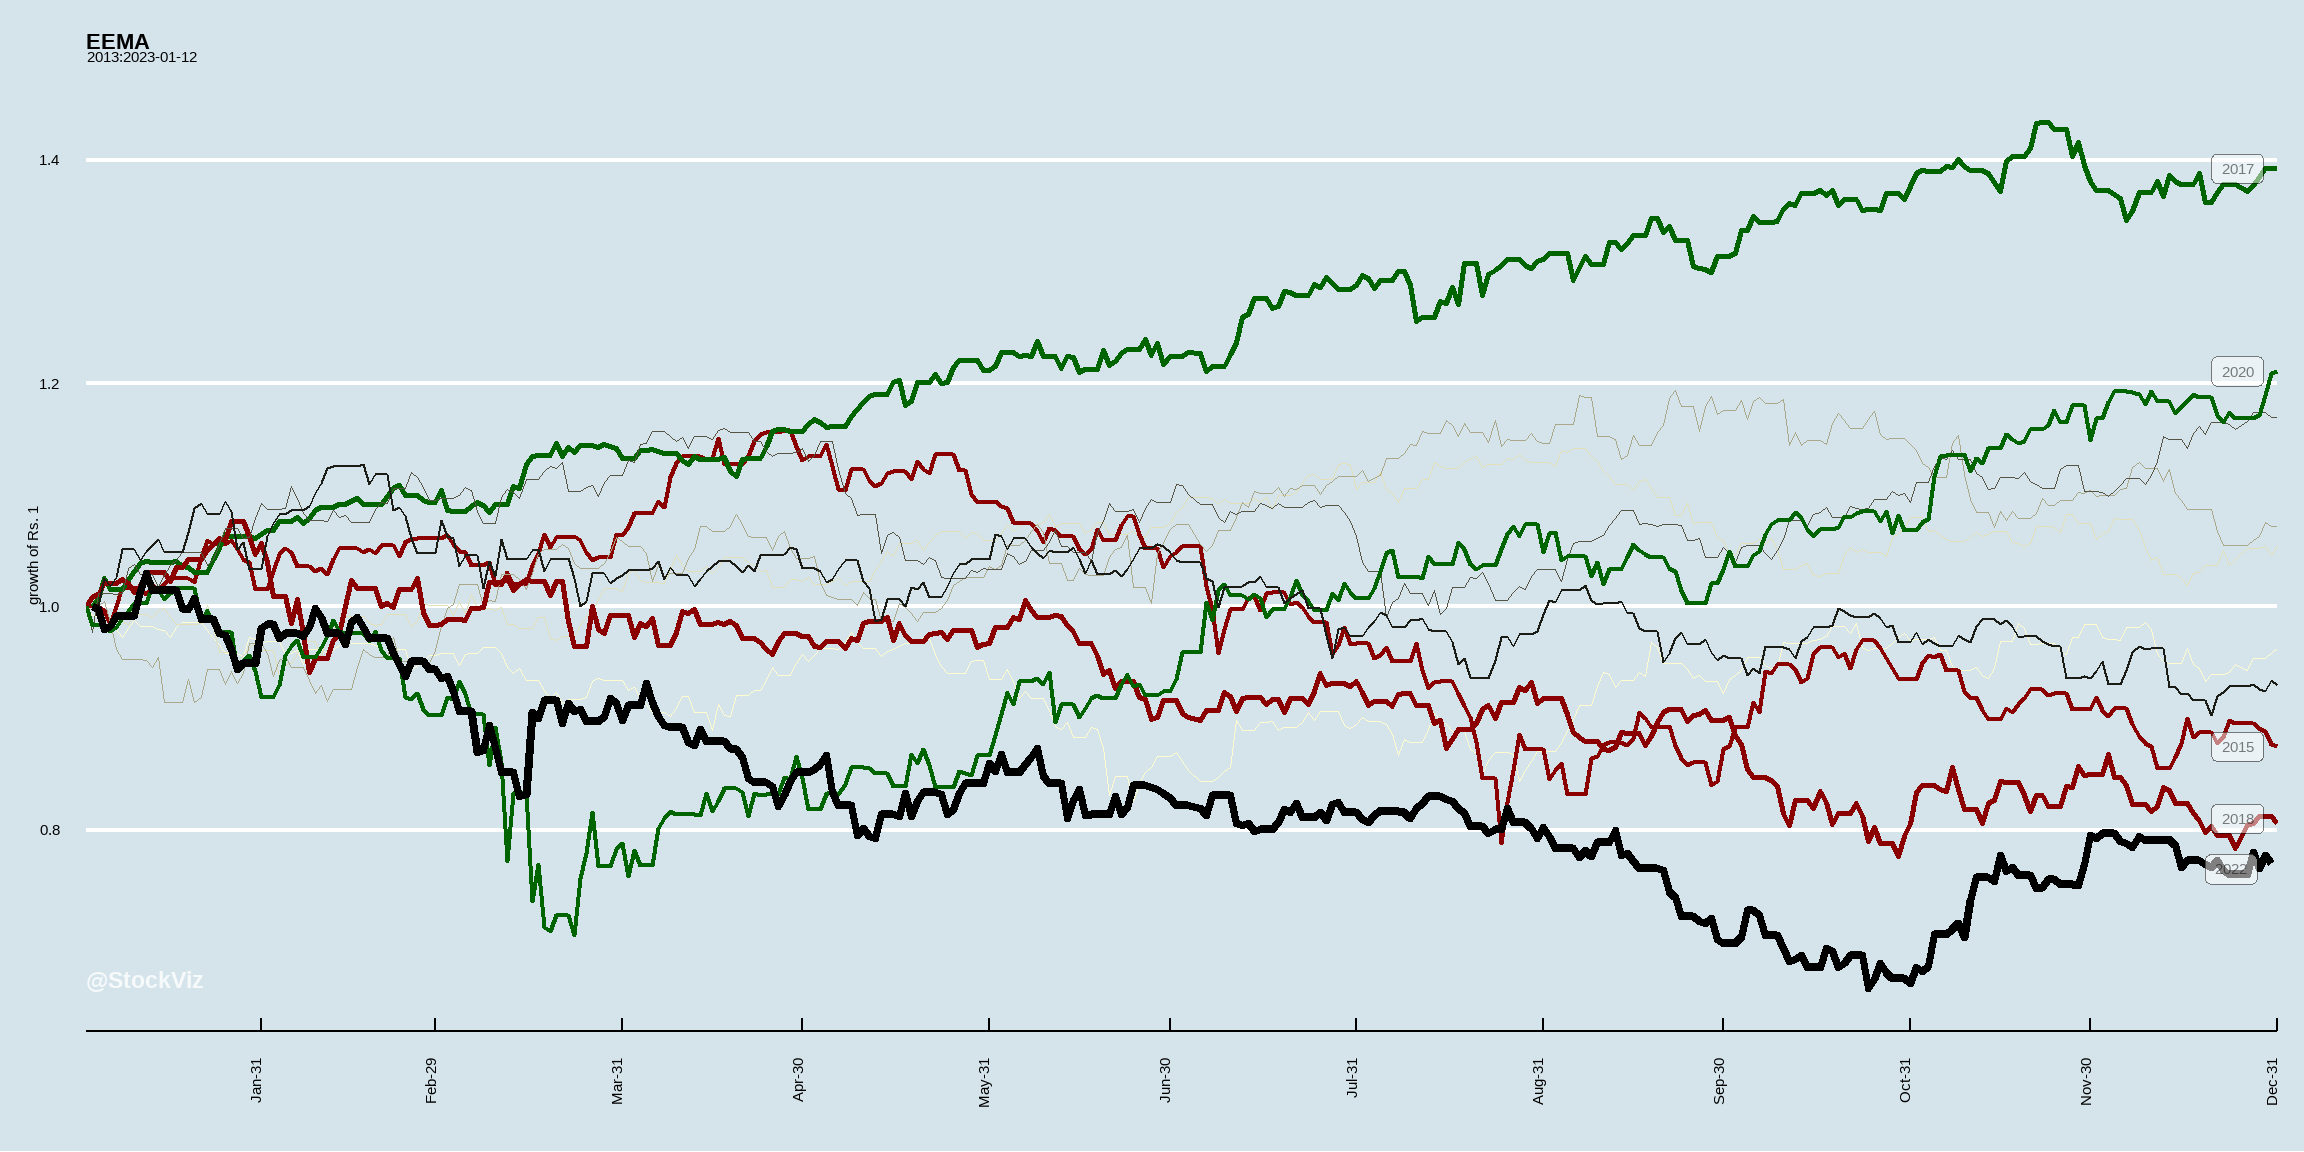 EEMA
2013:2023-01-12
growth of Rs. 1
1.4
1.2
1.0
0.8
2017
2020
2015
2018
2022
@StockViz
Jan-31
Feb-29
Mar-31
Apr-30
May-31
Jun-30
Jul-31
Aug-31
Sep-30
Oct-31
Nov-30
Dec-31